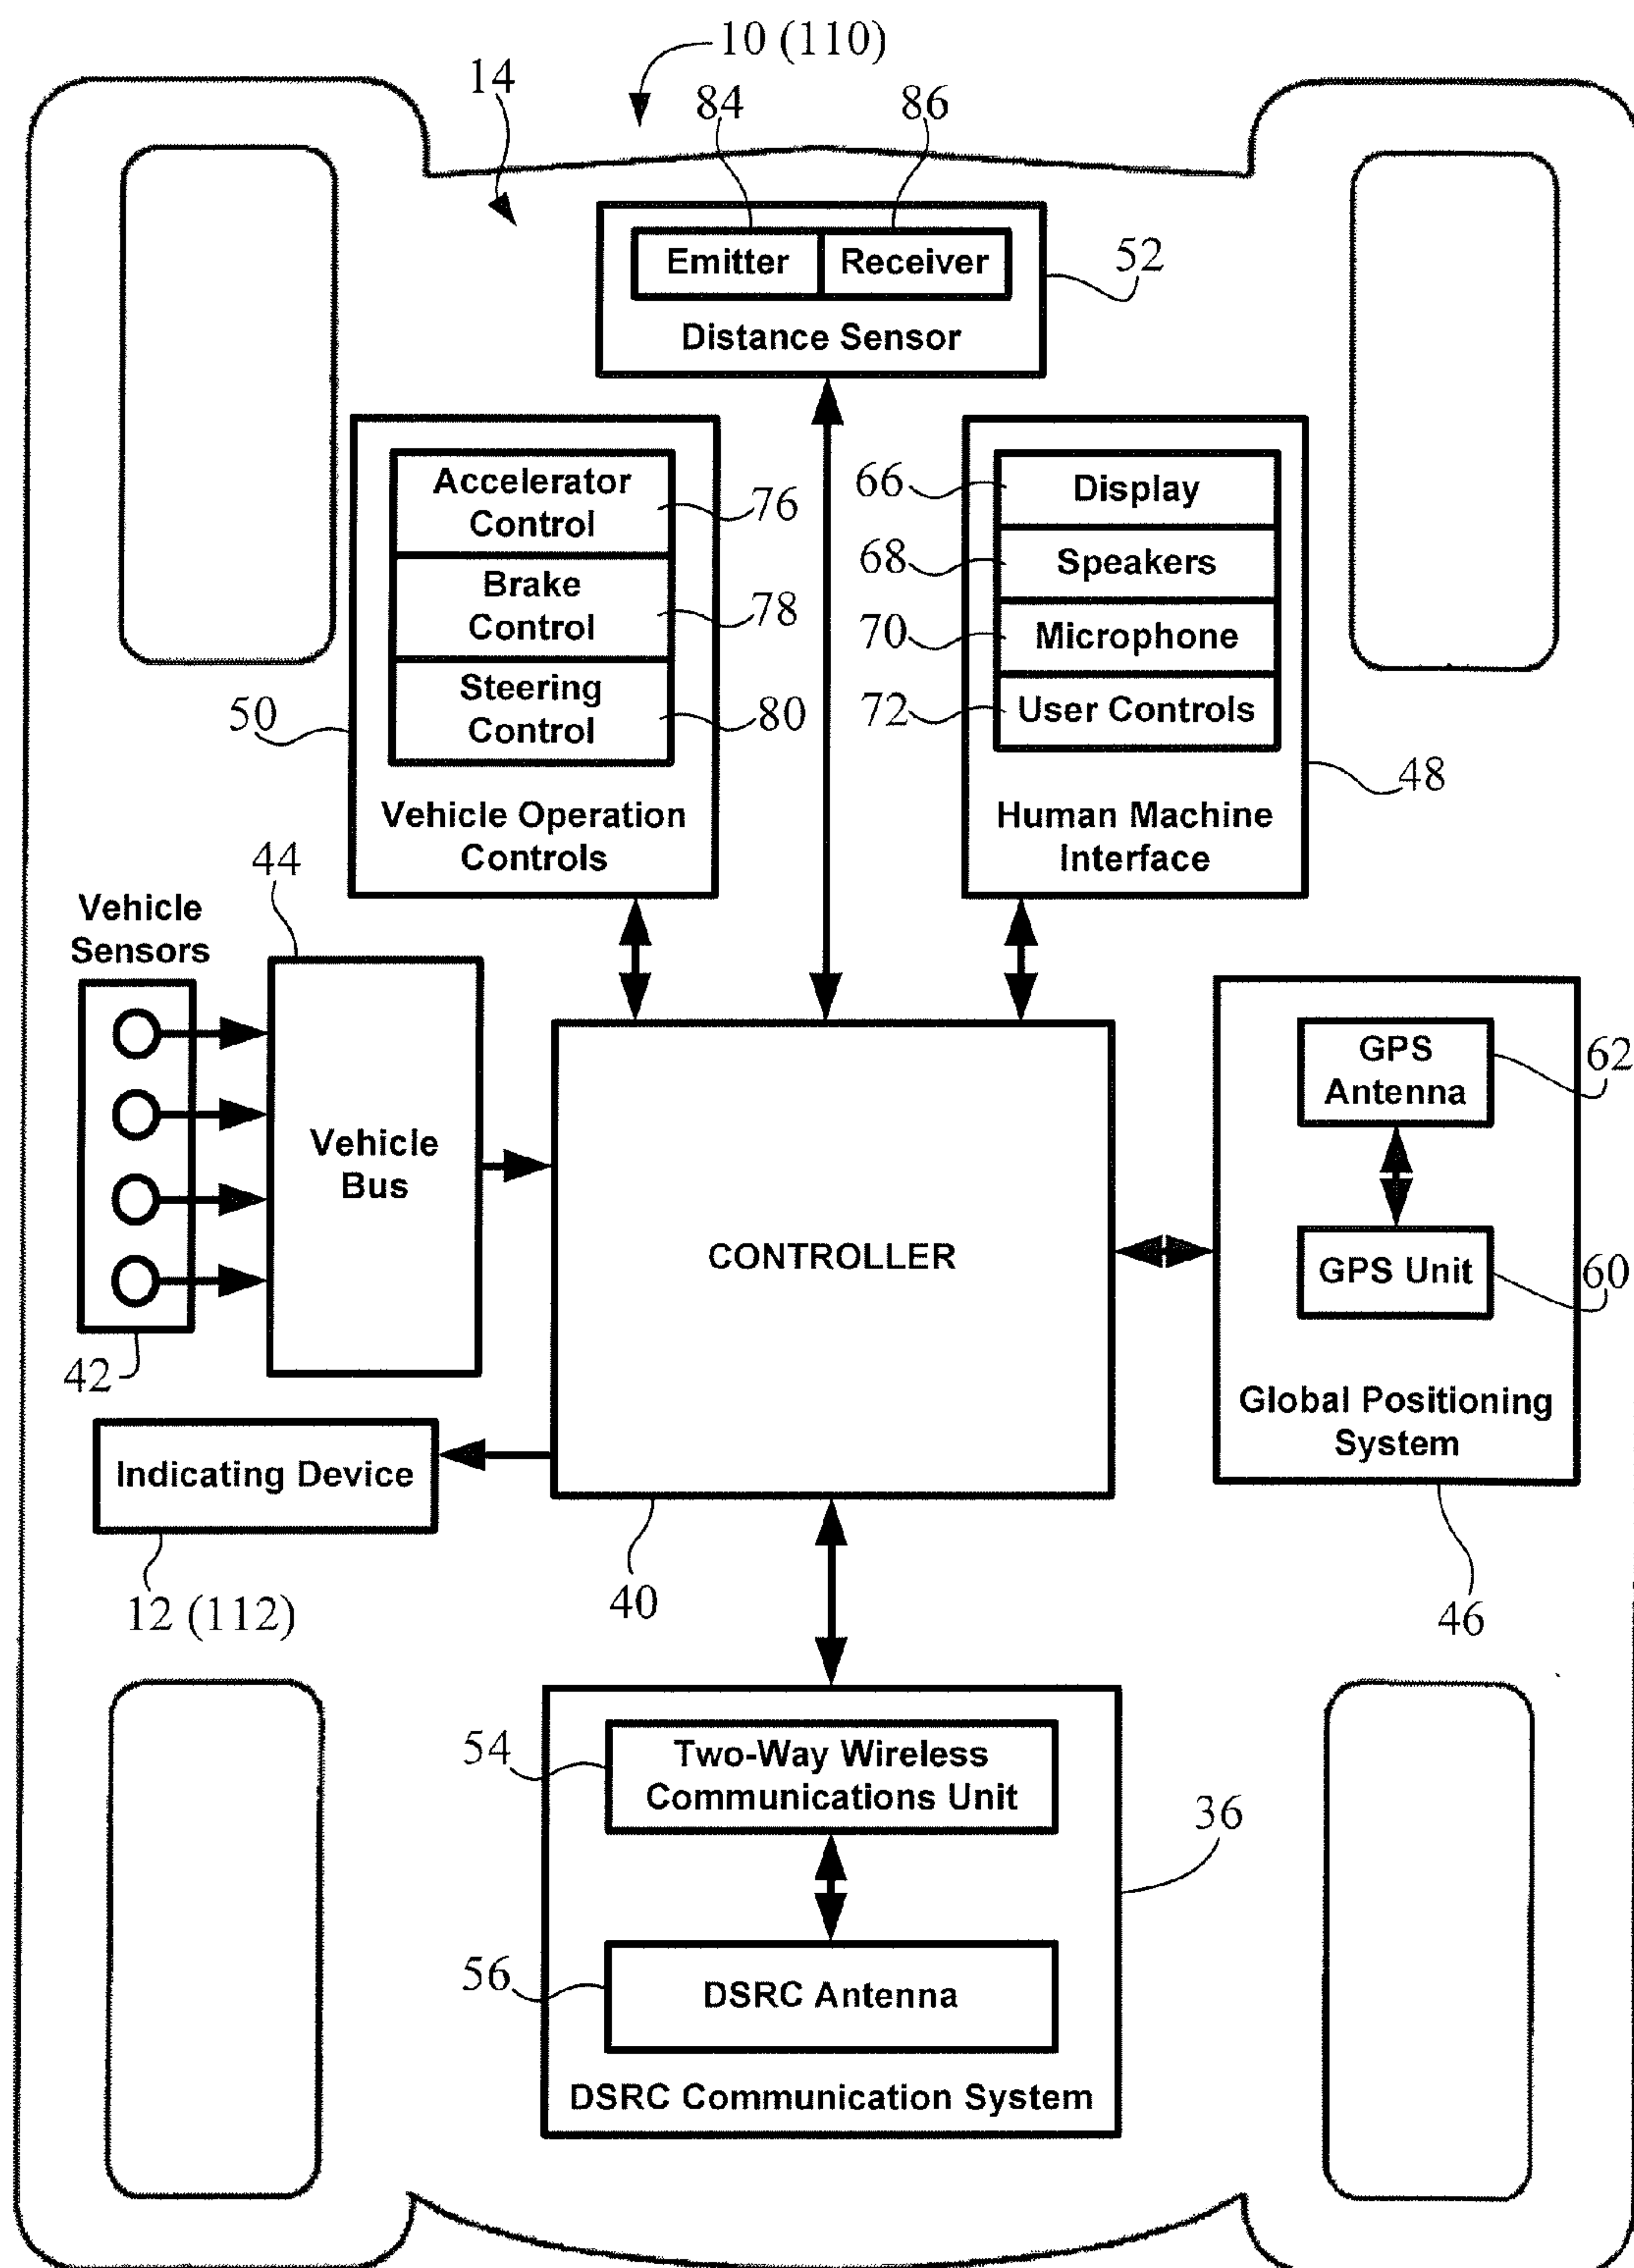 10 (110)
14
84
86
Emitter
Receiver
52
Distance Sensor
Accelerator
Control
76
Brake
Control
78
Steering
Control
80
50
Vehicle Operation
Controls
66
Display
68
Speakers
70
Microphone
72
User Controls
48
Human Machine
Interface
44
Vehicle
Sensors
42
Vehicle
Bus
CONTROLLER
40
GPS
Antenna
62
GPS Unit
60
Global Positioning
System
46
Indicating Device
12 (112)
54
Two-Way Wireless
Communications Unit
36
56
DSRC Antenna
DSRC Communication System